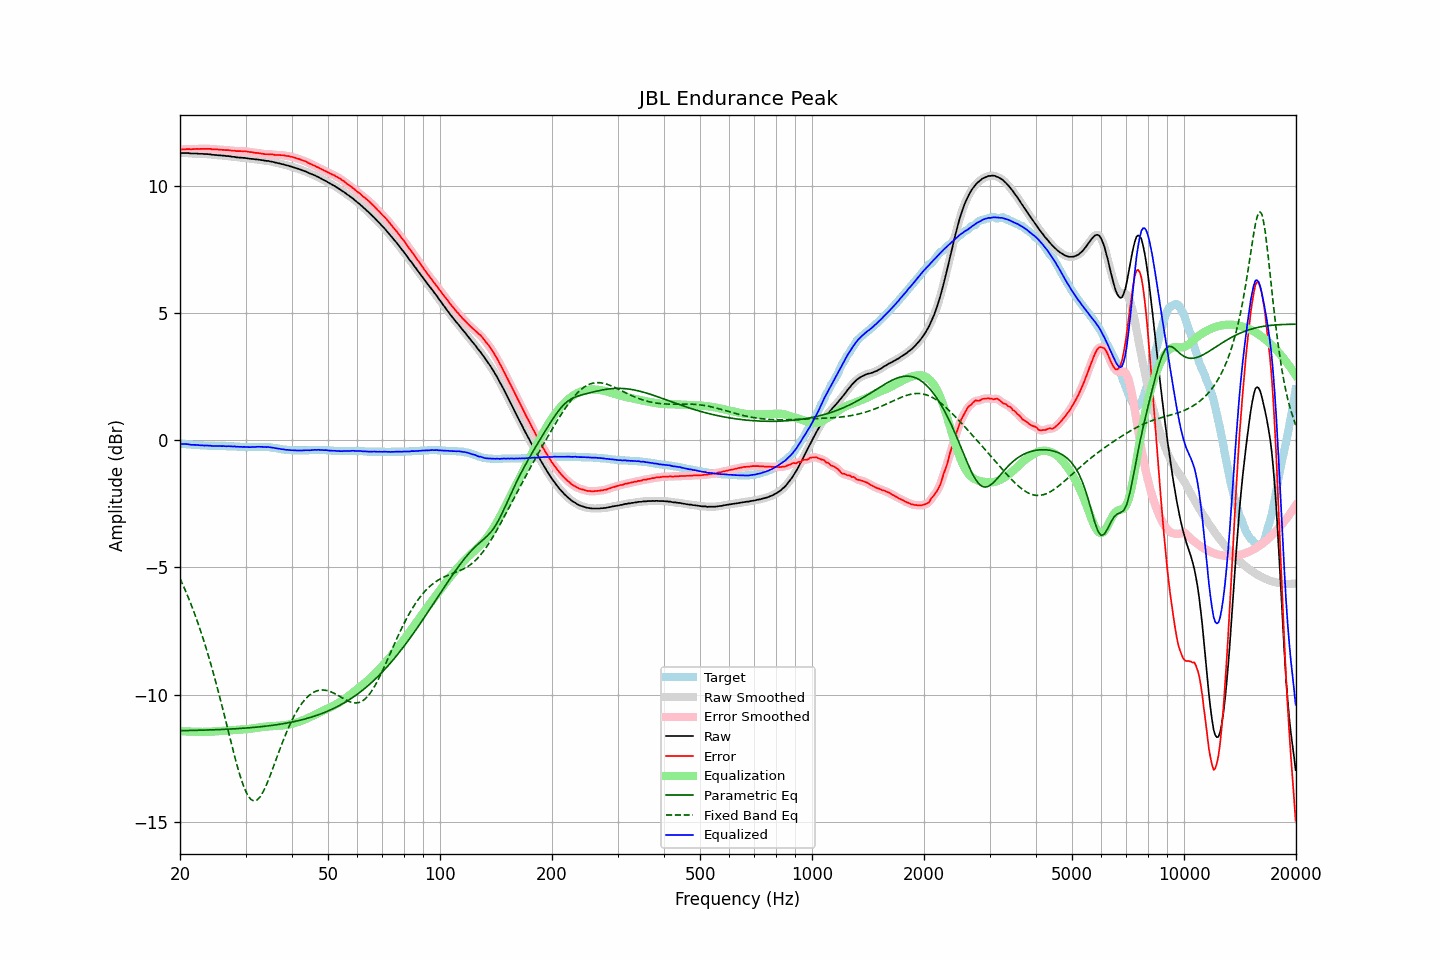 JBL Endurance Peak
Amplitude (dBr)
10
5
0
−5
−10
−15
Target
Raw Smoothed
Error Smoothed
Raw
Error
Equalization
Parametric Eq
Fixed Band Eq
Equalized
20 50 100 200 500 1000 2000 5000 10000 20000
Frequency (Hz)